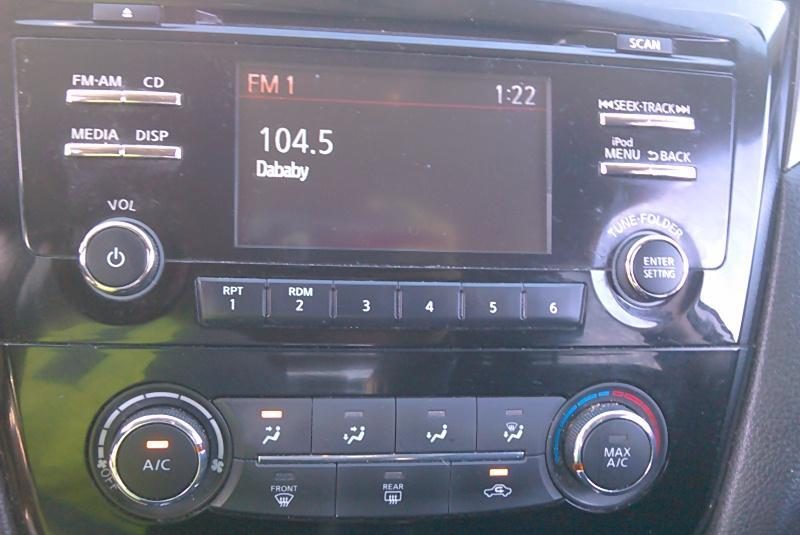 SCAN
FM·AM CD
FM 1 1:22
SEEK·TRACK
MEDIA DISP
104.5
Dababy
iPod
MENU BACK
VOL
TUNE·FOLDER
ENTER
SETTING
RPT RDM
1 2 3 4 5 6
A/C
OFF
MAX
A/C
FRONT REAR